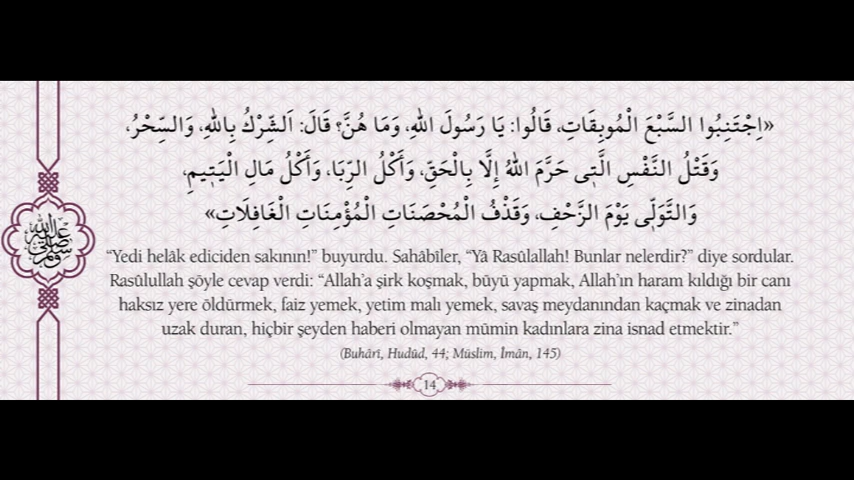 «اِجْتَنِبُوا السَّبْعَ الْمُوبِقَاتِ، قَالُوا: يَا رَسُولَ اللهِ، وَمَا هُنَّ؟ قَالَ: اَلشِّرْكُ بِاللهِ، وَالسِّحْرُ،
وَقَتْلُ النَّفْسِ الَّتِى حَرَّمَ اللهُ إِلَّا بِالْحَقِّ، وَأَكْلُ الرِّبَا، وَأَكْلُ مَالِ الْيَتِيمِ،
وَالتَّوَلِّى يَوْمَ الزَّحْفِ، وَقَذْفُ الْمُحْصَنَاتِ الْمُؤْمِنَاتِ الْغَافِلَاتِ»
صلى الله عليه وسلم
“Yedi helâk ediciden sakının!” buyurdu. Sahâbîler, “Yâ Rasûlallah! Bunlar nelerdir?” diye sordular.
Rasûlullah şöyle cevap verdi: “Allah’a şirk koşmak, büyü yapmak, Allah’ın haram kıldığı bir canı
haksız yere öldürmek, faiz yemek, yetim malı yemek, savaş meydanından kaçmak ve zinadan
uzak duran, hiçbir şeyden haberi olmayan mümin kadınlara zina isnad etmektir.”
(Buhârî, Hudûd, 44; Müslim, Îmân, 145)
14